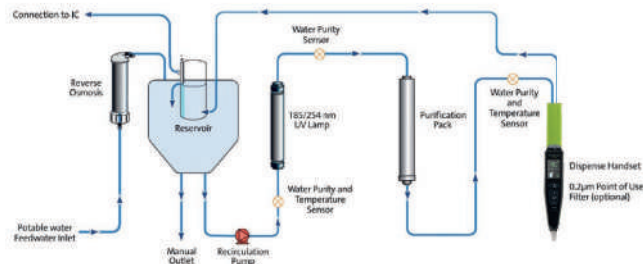 Connection to IC
Reverse
Osmosis
Reservoir
Potable water
Feedwater Inlet
Manual
Outlet
Recirculation
Pump
185/254 nm
UV Lamp
Water Purity and
Temperature
Sensor
Water Purity
Sensor
Purification
Pack
Water Purity
and
Temperature
Sensor
Dispense Handset
0.2µm Point of Use
Filter (optional)